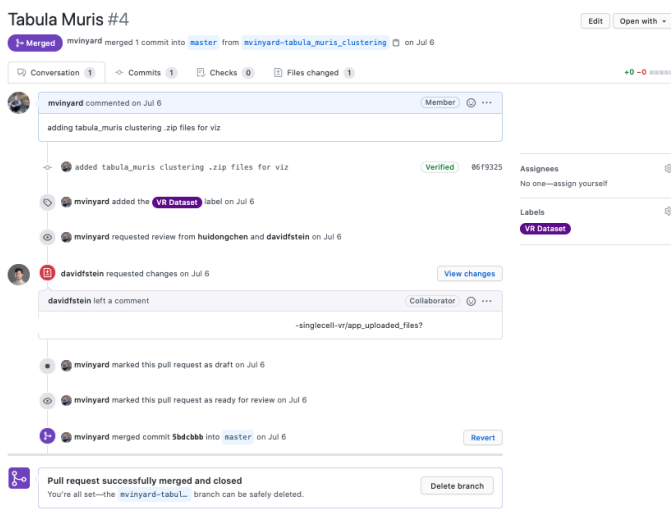 Tabula Muris #4
Edit
Open with
Merged
mvinyard merged 1 commit into master from mvinyard-tabula_muris_clustering on Jul 6
Conversation 1
Commits 1
Checks 0
Files changed 1
+0 −0
mvinyard commented on Jul 6
Member
adding tabula_muris clustering .zip files for viz
added tabula_muris clustering .zip files for viz
Verified
06f9325
mvinyard added the VR Dataset label on Jul 6
mvinyard requested review from huidongchen and davidfstein on Jul 6
Assignees
No one—assign yourself
Labels
VR Dataset
davidfstein requested changes on Jul 6
View changes
davidfstein left a comment
Collaborator
-singlecell-vr/app_uploaded_files?
mvinyard marked this pull request as draft on Jul 6
mvinyard marked this pull request as ready for review on Jul 6
mvinyard merged commit 5bdcbbb into master on Jul 6
Revert
Pull request successfully merged and closed
You're all set—the mvinyard-tabul… branch can be safely deleted.
Delete branch